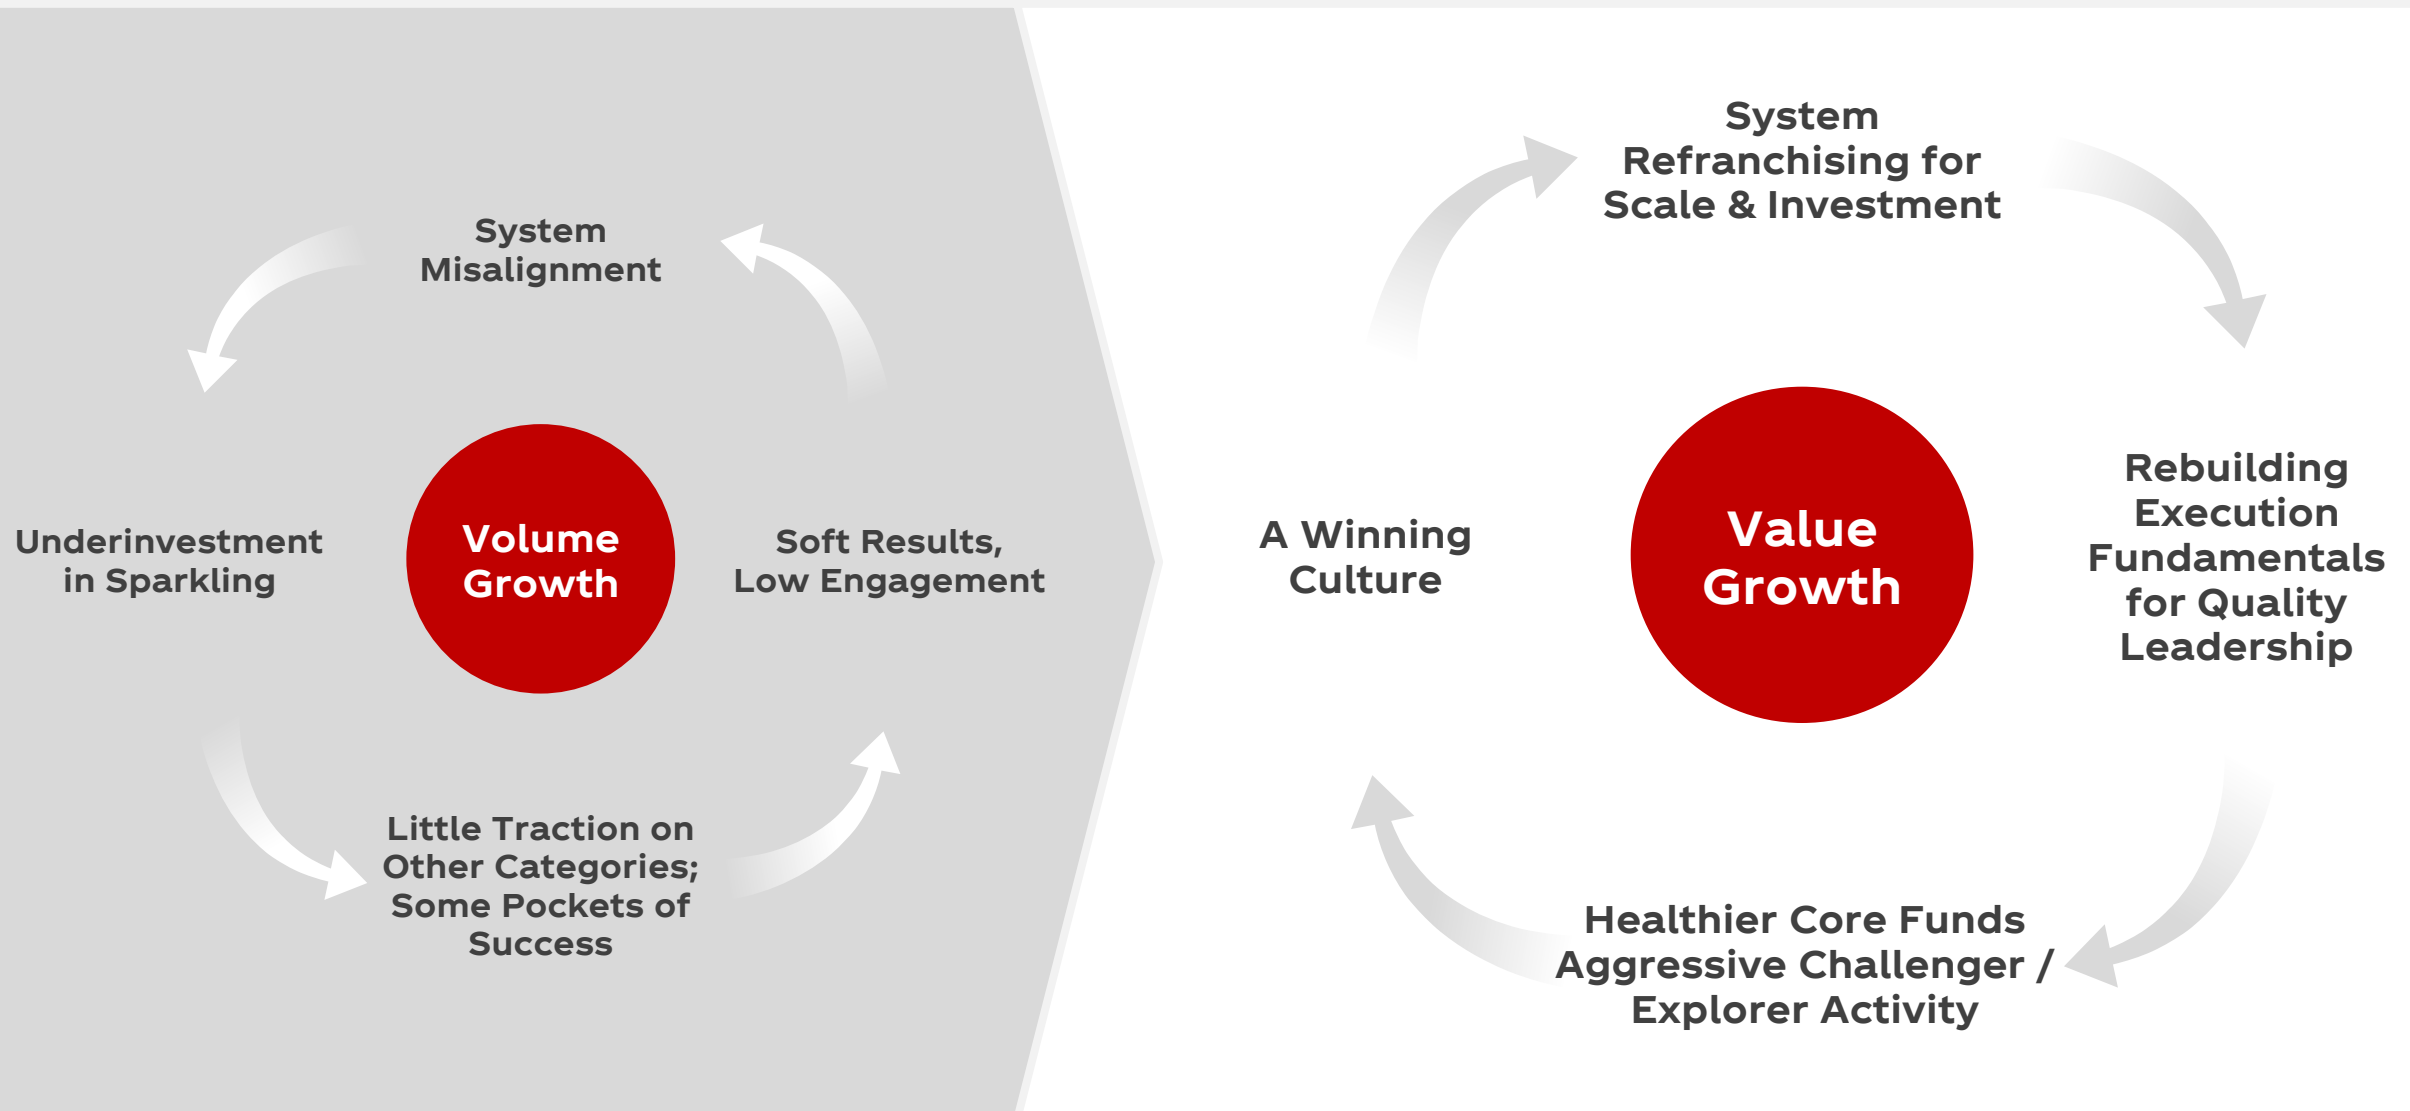 System
Misalignment
Underinvestment
in Sparkling
Volume
Growth
Soft Results,
Low Engagement
Little Traction on
Other Categories;
Some Pockets of
Success
System
Refranchising for
Scale & Investment
A Winning
Culture
Value
Growth
Rebuilding
Execution
Fundamentals
for Quality
Leadership
Healthier Core Funds
Aggressive Challenger /
Explorer Activity